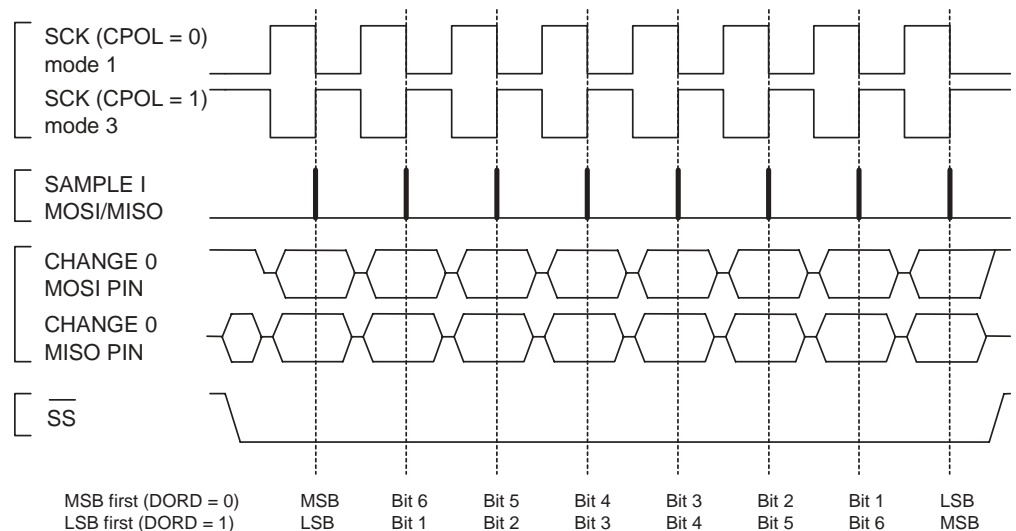 SCK (CPOL = 0)
mode 1
SCK (CPOL = 1)
mode 3
SAMPLE I
MOSI/MISO
CHANGE 0
MOSI PIN
CHANGE 0
MISO PIN
SS
MSB first (DORD = 0) MSB Bit 6 Bit 5 Bit 4 Bit 3 Bit 2 Bit 1 LSB
LSB first (DORD = 1) LSB Bit 1 Bit 2 Bit 3 Bit 4 Bit 5 Bit 6 MSB